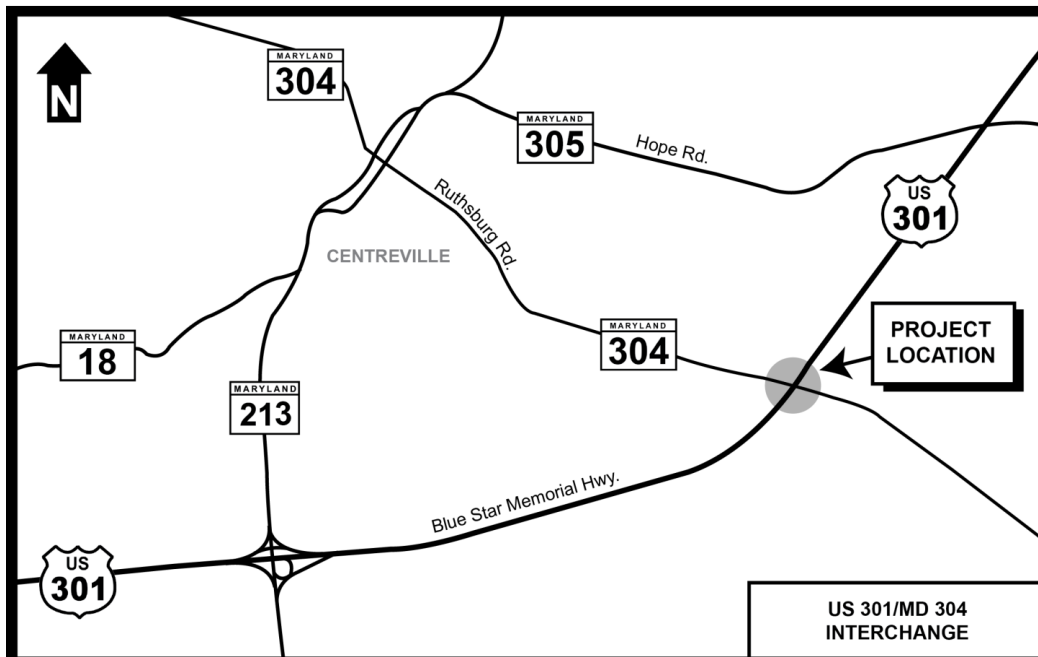 N
MARYLAND
304
MARYLAND
305
Hope Rd.
US
301
Ruthsburg Rd.
CENTREVILLE
MARYLAND
18
MARYLAND
304
PROJECT
LOCATION
MARYLAND
213
Blue Star Memorial Hwy.
US
301
US 301/MD 304
INTERCHANGE